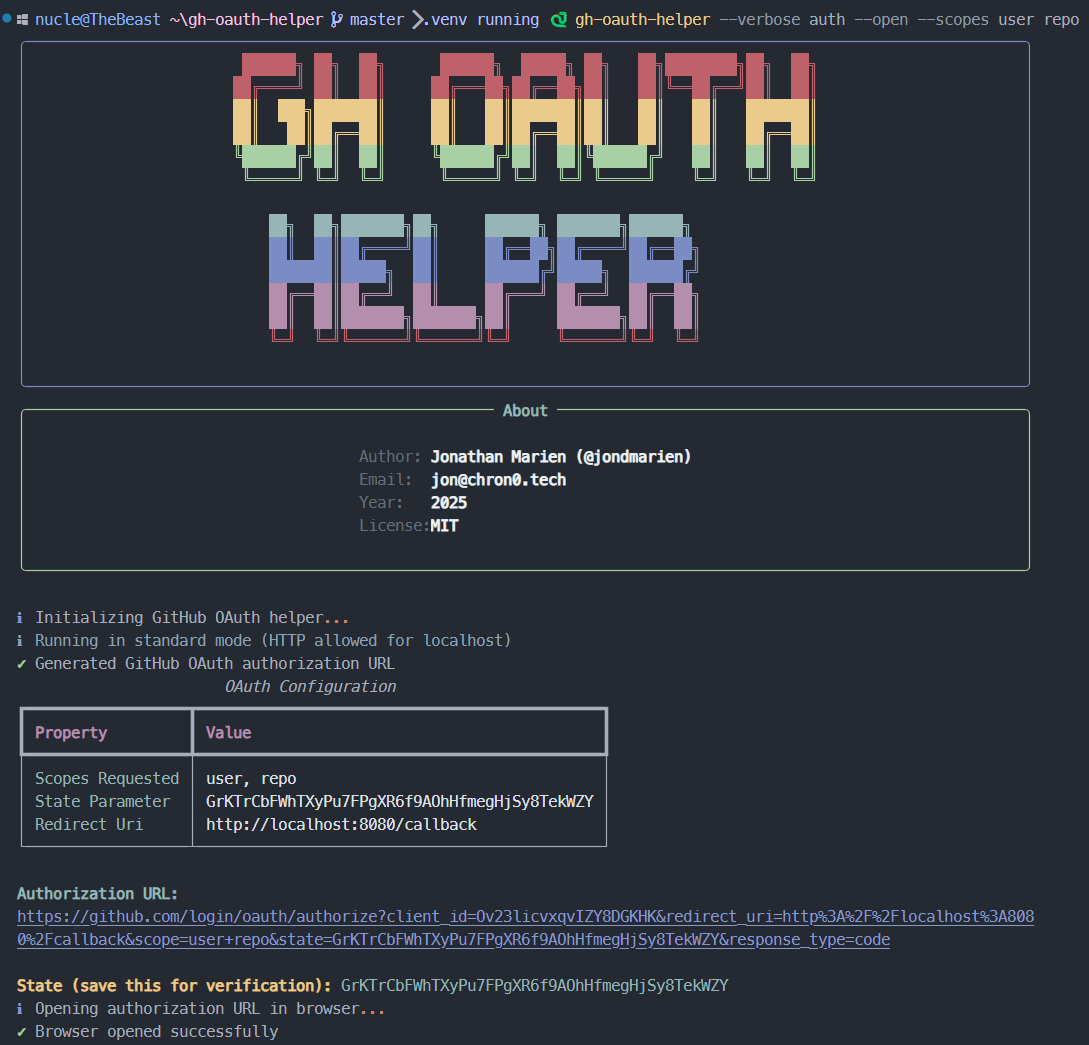 nucle@TheBeast ~\gh-oauth-helper master .venv running gh-oauth-helper --verbose auth --open --scopes user repo
GH OAUTH
HELPER
About
Author: Jonathan Marien (@jondmarien)
Email: jon@chron0.tech
Year: 2025
License:MIT
i Initializing GitHub OAuth helper...
i Running in standard mode (HTTP allowed for localhost)
✓ Generated GitHub OAuth authorization URL
OAuth Configuration
Property Value
Scopes Requested user, repo
State Parameter GrKTrCbFWhTXyPu7FPgXR6f9AOhHfmegHjSy8TekWZY
Redirect Uri http://localhost:8080/callback
Authorization URL:
https://github.com/login/oauth/authorize?client_id=Ov23licvxqvIZY8DGKHK&redirect_uri=http%3A%2F%2Flocalhost%3A808
0%2Fcallback&scope=user+repo&state=GrKTrCbFWhTXyPu7FPgXR6f9AOhHfmegHjSy8TekWZY&response_type=code
State (save this for verification): GrKTrCbFWhTXyPu7FPgXR6f9AOhHfmegHjSy8TekWZY
i Opening authorization URL in browser...
✓ Browser opened successfully